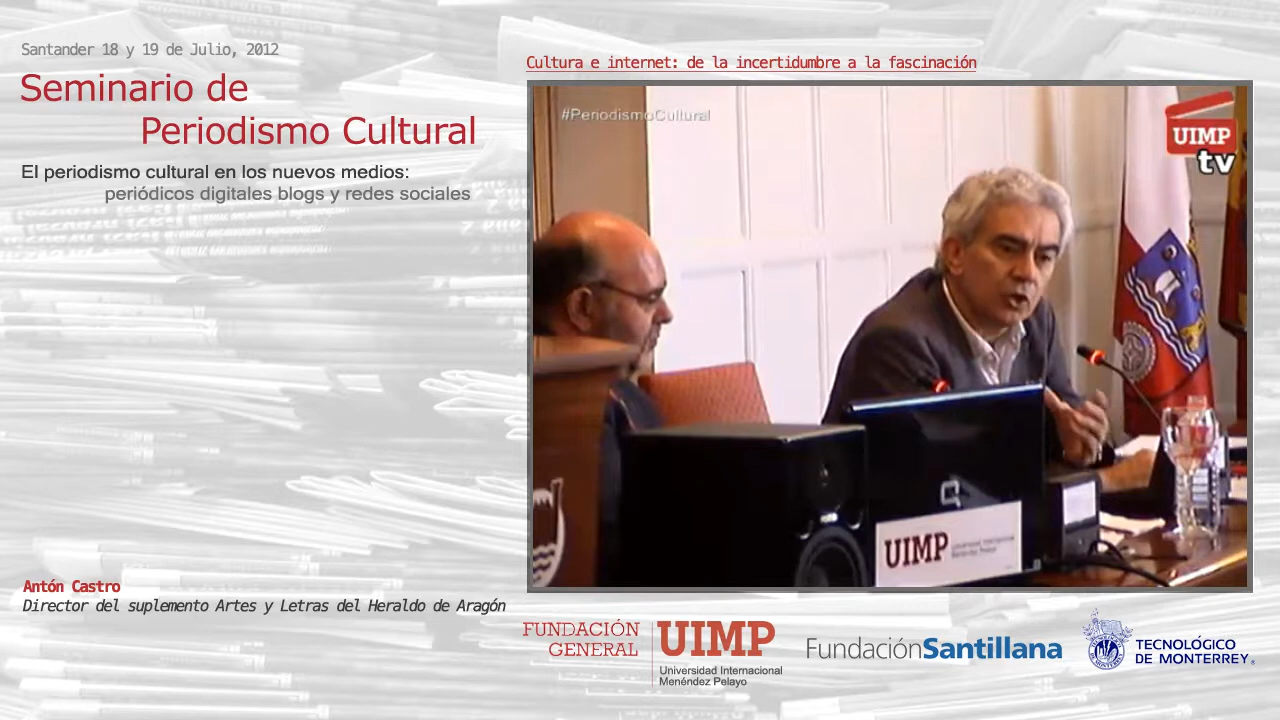 Santander 18 y 19 de Julio, 2012
Seminario de
Periodismo Cultural
El periodismo cultural en los nuevos medios:
periódicos digitales blogs y redes sociales
Cultura e internet: de la incertidumbre a la fascinación
#PeriodismoCultural
UIMP
tv
UIMP
Antón Castro
Director del suplemento Artes y Letras del Heraldo de Aragón
FUNDACIÓN
GENERAL
UIMP
Universidad Internacional
Menéndez Pelayo
FundaciónSantillana
TECNOLÓGICO
DE MONTERREY